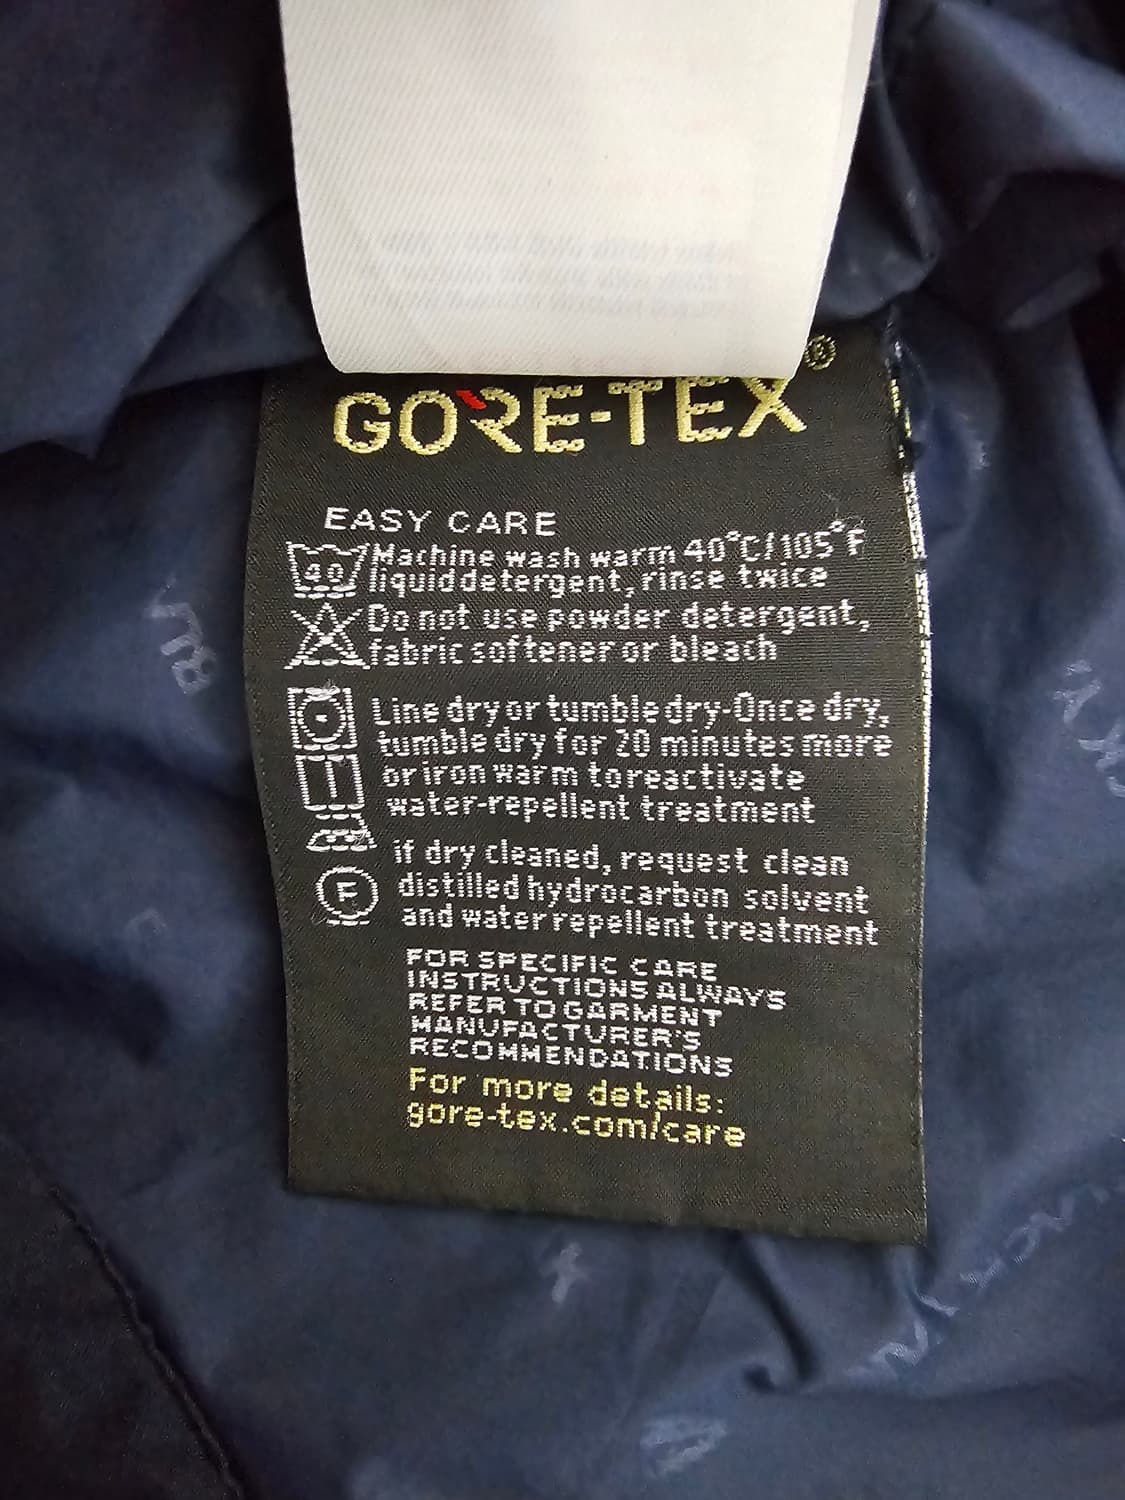 GORE-TEX®
EASY CARE
40 Machine wash warm 40°C/105°F
liquid detergent, rinse twice
Do not use powder detergent,
fabric softener or bleach
Line dry or tumble dry-Once dry,
tumble dry for 20 minutes more
or iron warm to reactivate
water-repellent treatment
if dry cleaned, request clean
F distilled hydrocarbon solvent
and water repellent treatment
FOR SPECIFIC CARE
INSTRUCTIONS ALWAYS
REFER TO GARMENT
MANUFACTURER'S
RECOMMENDATIONS
For more details:
gore-tex.com/care